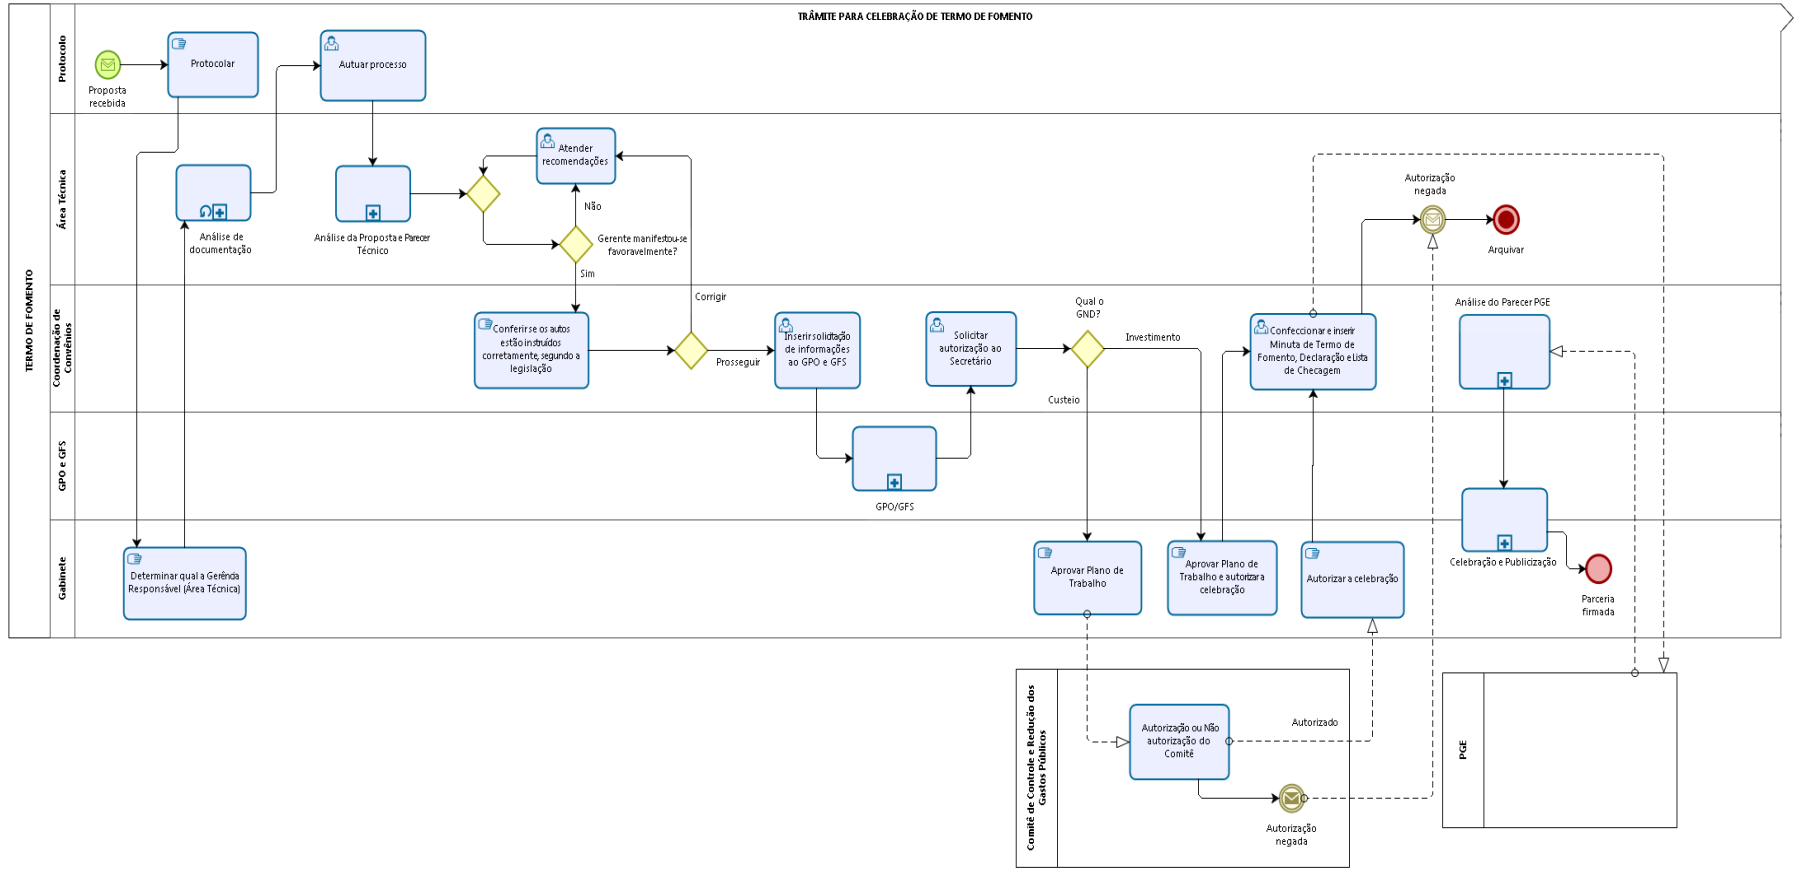 TRÂMITE PARA CELEBRAÇÃO DE TERMO DE FOMENTO
TERMO DE FOMENTO
Protocolo
Proposta
recebida
Protocolar
Autuar processo
Área Técnica
Análise de
documentação
Análise da Proposta e Parecer
Técnico
Atender
recomendações
Não
Gerente manifestou-se
favoravelmente?
Sim
Autorização
negada
Arquivar
Coordenação de
Convênios
Conferir se os autos
estão instruídos
corretamente, segundo a
legislação
Corrigir
Prosseguir
Inserir solicitação
de informações
ao GPO e GFS
Solicitar
autorização ao
Secretário
Qual o
GND?
Investimento
Custeio
Confeccionar e inserir
Minuta de Termo de
Fomento, Declaração e Lista
de Checagem
Análise do Parecer PGE
GPO e GFS
GPO/GFS
Gabinete
Determinar qual a Gerência
Responsável (Área Técnica)
Aprovar Plano de
Trabalho
Aprovar Plano de
Trabalho e autorizar a
celebração
Autorizar a celebração
Celebração e Publicização
Parceria
firmada
Comitê de Controle e Redução dos
Gastos Públicos
Autorização ou Não
autorização do
Comitê
Autorizado
Autorização
negada
PGE